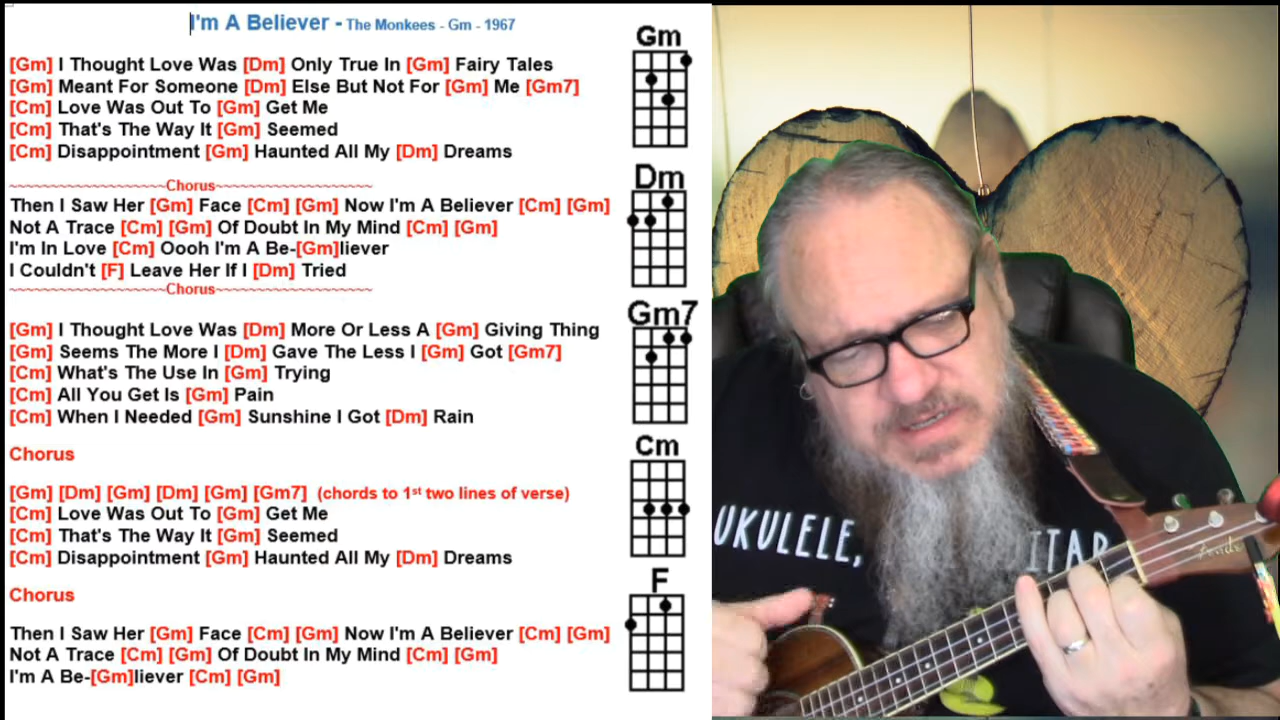 I'm A Believer - The Monkees - Gm - 1967
[Gm] I Thought Love Was [Dm] Only True In [Gm] Fairy Tales
[Gm] Meant For Someone [Dm] Else But Not For [Gm] Me [Gm7]
[Cm] Love Was Out To [Gm] Get Me
[Cm] That's The Way It [Gm] Seemed
[Cm] Disappointment [Gm] Haunted All My [Dm] Dreams
~~~~~~~~~~~~~~~~~~~~Chorus~~~~~~~~~~~~~~~~~~~~
Then I Saw Her [Gm] Face [Cm] [Gm] Now I'm A Believer [Cm] [Gm]
Not A Trace [Cm] [Gm] Of Doubt In My Mind [Cm] [Gm]
I'm In Love [Cm] Oooh I'm A Be-[Gm]liever
I Couldn't [F] Leave Her If I [Dm] Tried
~~~~~~~~~~~~~~~~~~~~Chorus~~~~~~~~~~~~~~~~~~~~
[Gm] I Thought Love Was [Dm] More Or Less A [Gm] Giving Thing
[Gm] Seems The More I [Dm] Gave The Less I [Gm] Got [Gm7]
[Cm] What's The Use In [Gm] Trying
[Cm] All You Get Is [Gm] Pain
[Cm] When I Needed [Gm] Sunshine I Got [Dm] Rain
Chorus
[Gm] [Dm] [Gm] [Dm] [Gm] [Gm7] (chords to 1st two lines of verse)
[Cm] Love Was Out To [Gm] Get Me
[Cm] That's The Way It [Gm] Seemed
[Cm] Disappointment [Gm] Haunted All My [Dm] Dreams
Chorus
Then I Saw Her [Gm] Face [Cm] [Gm] Now I'm A Believer [Cm] [Gm]
Not A Trace [Cm] [Gm] Of Doubt In My Mind [Cm] [Gm]
I'm A Be-[Gm]liever [Cm] [Gm]
Gm
Dm
Gm7
Cm
F
UKULELE, ITAR
Fender